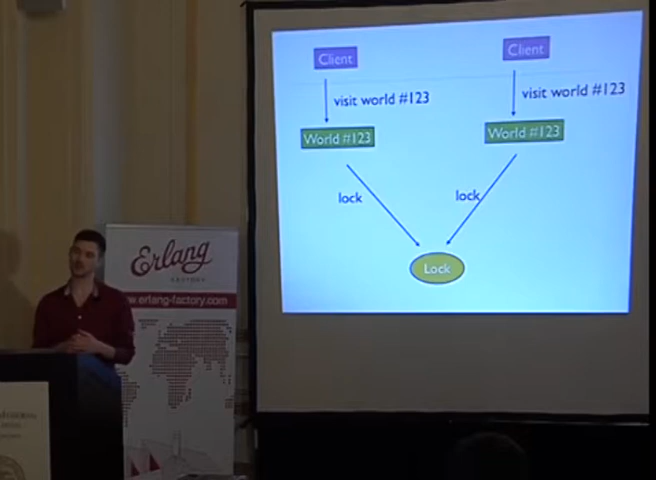 Client
Client
visit world #123
visit world #123
World #123
World #123
lock
lock
Lock
Erlang
FACTORY
w.erlang-factory.com